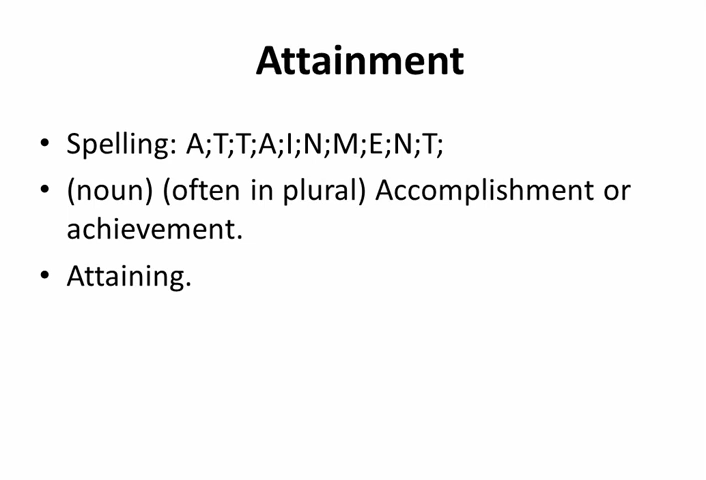 Attainment
• Spelling: A;T;T;A;I;N;M;E;N;T;
• (noun) (often in plural) Accomplishment or
achievement.
• Attaining.